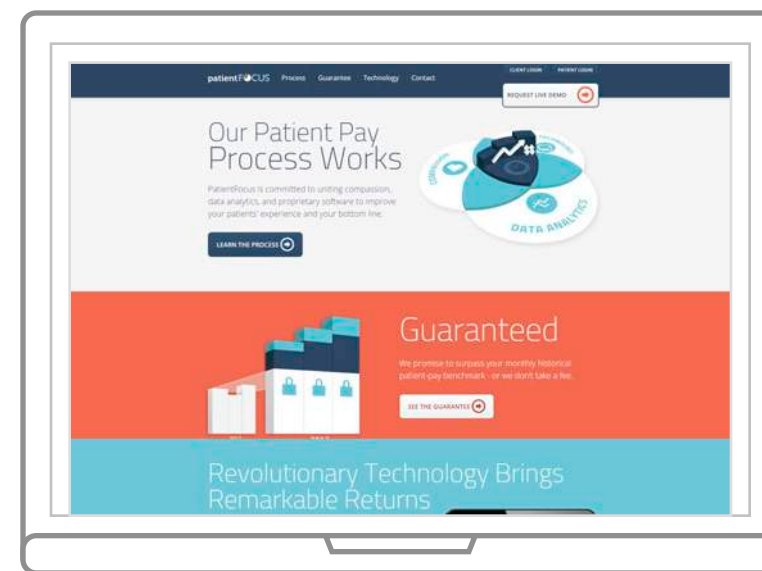 patientFOCUS Process Guarantee Technology Contact
CLIENT LOGIN PATIENT LOGIN
REQUEST LIVE DEMO
Our Patient Pay
Process Works
PatientFocus is committed to uniting compassion,
data analytics, and proprietary software to improve
your patients' experience and your bottom line.
LEARN THE PROCESS
COMPASSION
TECHNOLOGY
DATA ANALYTICS
Guaranteed
We promise to surpass your monthly historical
patient-pay benchmark - or we don't take a fee.
SEE THE GUARANTEE
Revolutionary Technology Brings
Remarkable Returns